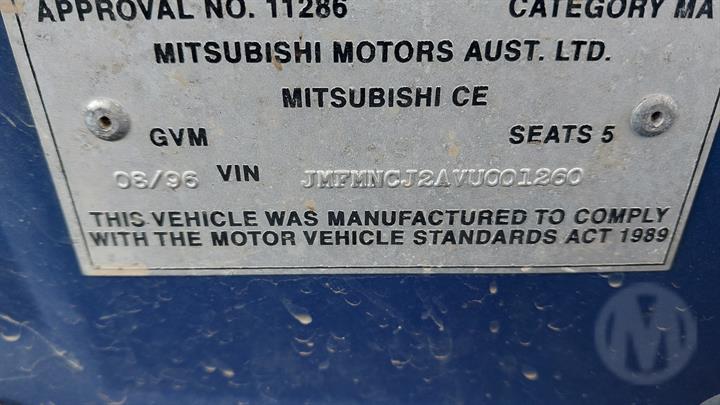 APPROVAL NO. 11286 CATEGORY MA
MITSUBISHI MOTORS AUST. LTD.
MITSUBISHI CE
GVM SEATS 5
08/96 VIN JMFMNCJ2AVU001260
THIS VEHICLE WAS MANUFACTURED TO COMPLY
WITH THE MOTOR VEHICLE STANDARDS ACT 1989
M